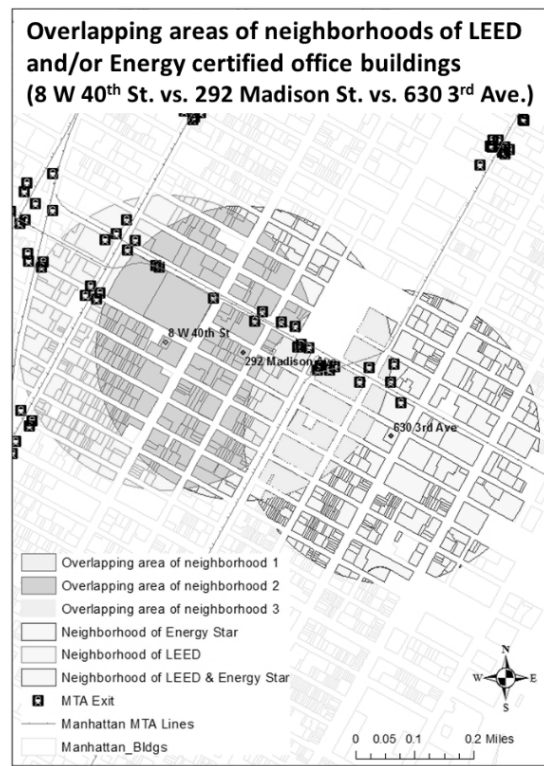 Overlapping areas of neighborhoods of LEED
and/or Energy certified office buildings
(8 W 40th St. vs. 292 Madison St. vs. 630 3rd Ave.)
8 W 40th St
292 Madison Ave
630 3rd Ave
Overlapping area of neighborhood 1
Overlapping area of neighborhood 2
Overlapping area of neighborhood 3
Neighborhood of Energy Star
Neighborhood of LEED
Neighborhood of LEED & Energy Star
MTA Exit
Manhattan MTA Lines
Manhattan_Bldgs
N
W E
S
0 0.05 0.1 0.2 Miles